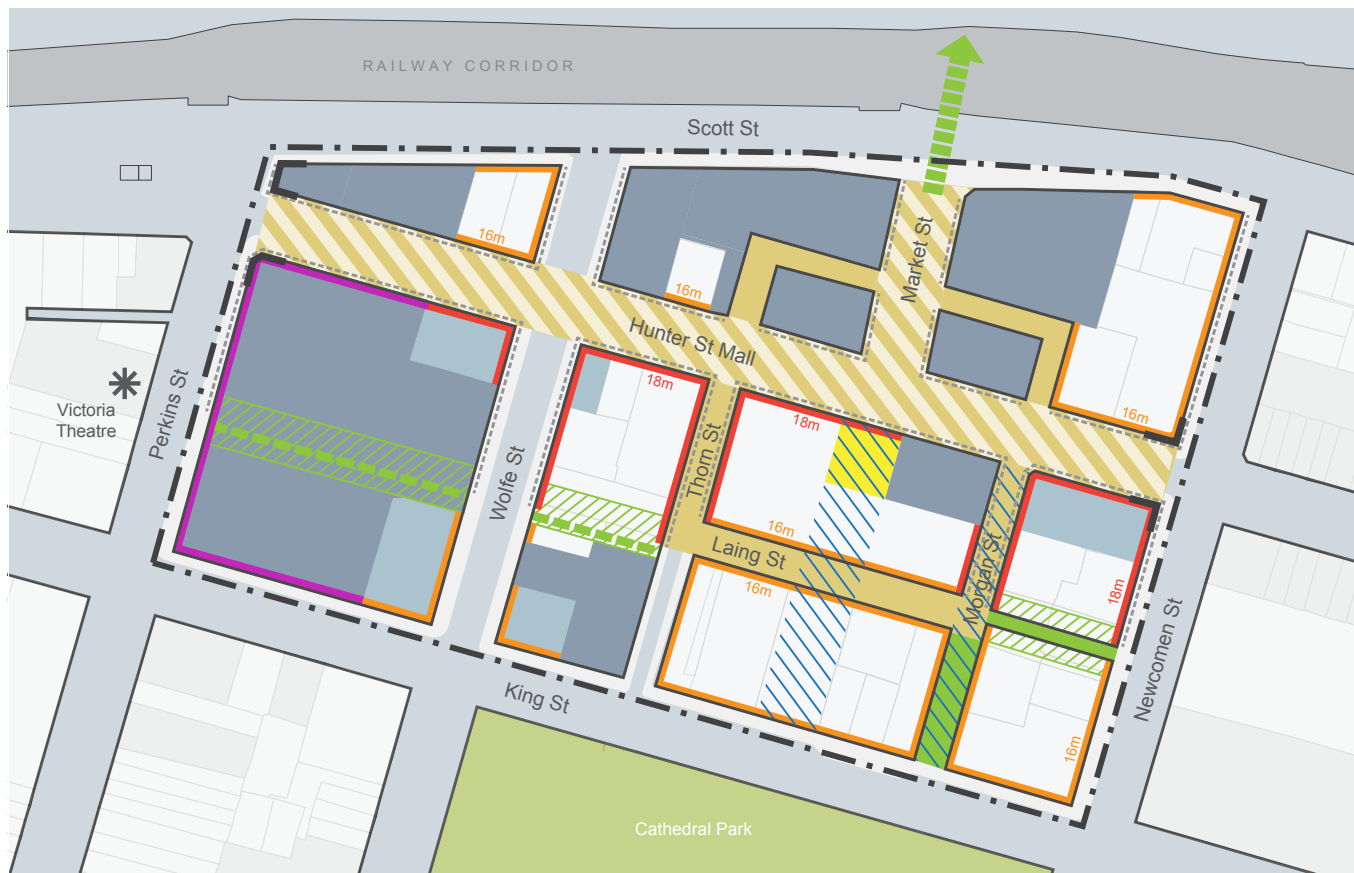 RAILWAY CORRIDOR
Scott St
Market St
16m
16m
Hunter St Mall
Victoria
Theatre
Perkins St
18m
18m
16m
Wolfe St
Thorn St
16m
Laing St
Morgan St
16m
18m
Newcomen St
King St
16m
Cathedral Park